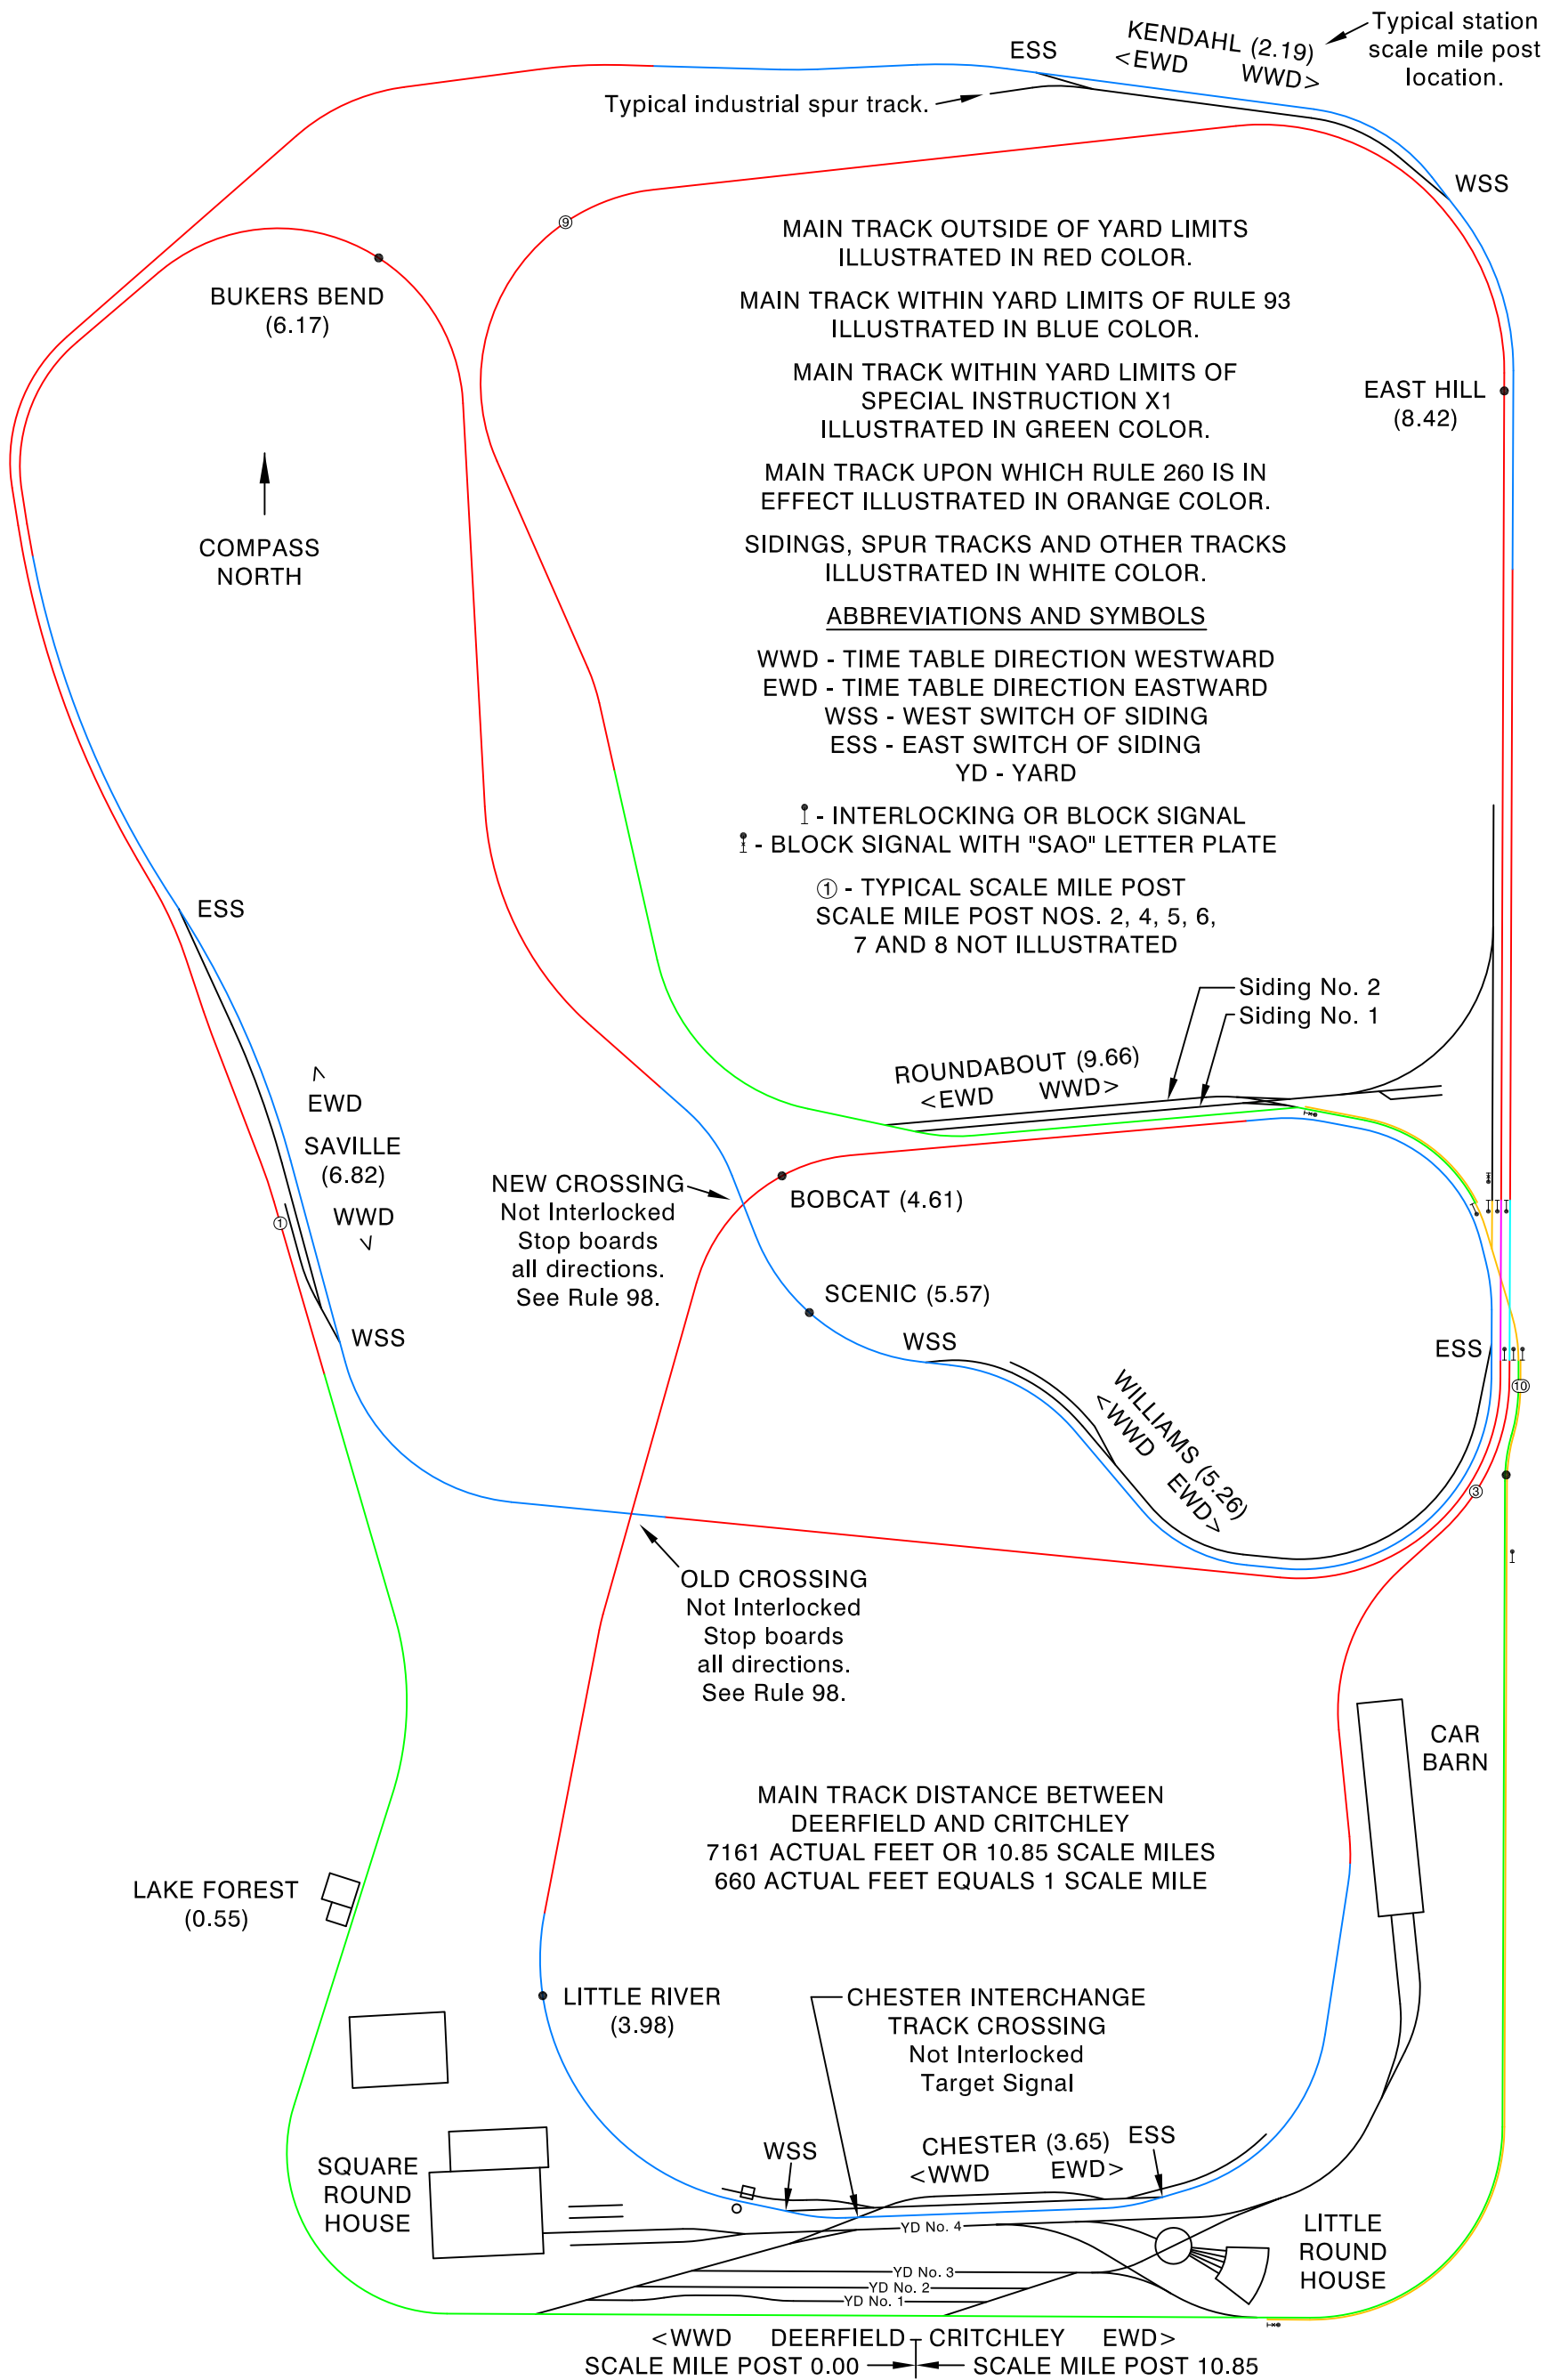 KENDAHL (2.19)
<EWD WWD>
Typical station
scale mile post
location.
ESS
Typical industrial spur track.
WSS
⑨
MAIN TRACK OUTSIDE OF YARD LIMITS
ILLUSTRATED IN RED COLOR.
MAIN TRACK WITHIN YARD LIMITS OF RULE 93
ILLUSTRATED IN BLUE COLOR.
MAIN TRACK WITHIN YARD LIMITS OF
SPECIAL INSTRUCTION X1
ILLUSTRATED IN GREEN COLOR.
MAIN TRACK UPON WHICH RULE 260 IS IN
EFFECT ILLUSTRATED IN ORANGE COLOR.
SIDINGS, SPUR TRACKS AND OTHER TRACKS
ILLUSTRATED IN WHITE COLOR.
ABBREVIATIONS AND SYMBOLS
WWD - TIME TABLE DIRECTION WESTWARD
EWD - TIME TABLE DIRECTION EASTWARD
WSS - WEST SWITCH OF SIDING
ESS - EAST SWITCH OF SIDING
YD - YARD
- INTERLOCKING OR BLOCK SIGNAL
- BLOCK SIGNAL WITH "SAO" LETTER PLATE
① - TYPICAL SCALE MILE POST
SCALE MILE POST NOS. 2, 4, 5, 6,
7 AND 8 NOT ILLUSTRATED
BUKERS BEND
(6.17)
EAST HILL
(8.42)
COMPASS
NORTH
ESS
Siding No. 2
Siding No. 1
ROUNDABOUT (9.66)
<EWD WWD>
<
EWD
SAVILLE
(6.82)
WWD
>
①
WSS
NEW CROSSING
Not Interlocked
Stop boards
all directions.
See Rule 98.
BOBCAT (4.61)
SCENIC (5.57)
WSS
ESS
WILLIAMS (5.26)
<WWD EWD>
⑩
③
OLD CROSSING
Not Interlocked
Stop boards
all directions.
See Rule 98.
CAR
BARN
MAIN TRACK DISTANCE BETWEEN
DEERFIELD AND CRITCHLEY
7161 ACTUAL FEET OR 10.85 SCALE MILES
660 ACTUAL FEET EQUALS 1 SCALE MILE
LAKE FOREST
(0.55)
LITTLE RIVER
(3.98)
CHESTER INTERCHANGE
TRACK CROSSING
Not Interlocked
Target Signal
WSS
CHESTER (3.65)
<WWD EWD>
ESS
SQUARE
ROUND
HOUSE
YD No. 4
YD No. 3
YD No. 2
YD No. 1
LITTLE
ROUND
HOUSE
<WWD DEERFIELD
SCALE MILE POST 0.00
CRITCHLEY EWD>
SCALE MILE POST 10.85